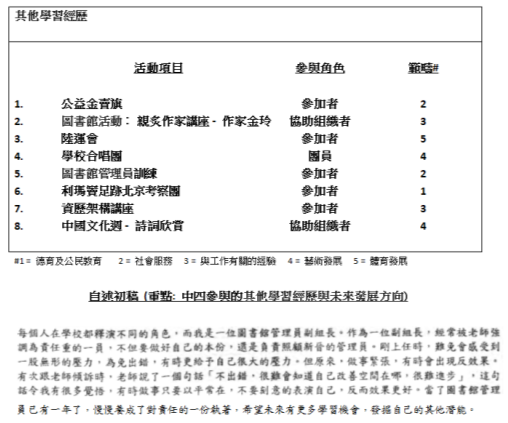 其他學習經歷
活動項目 參與角色 範疇#
1. 公益金賣旗 參加者 2
2. 圖書館活動： 親炙作家講座 - 作家金玲 協助組織者 3
3. 陸運會 參加者 5
4. 學校合唱團 團員 4
5. 圖書館管理員訓練 參加者 2
6. 利瑪竇足跡北京考察團 參加者 1
7. 資歷架構講座 參加者 3
8. 中國文化週 - 詩詞欣賞 協助組織者 4
#1 = 德育及公民教育 2 = 社會服務 3 = 與工作有關的經驗 4 = 藝術發展 5 = 體育發展
自述初稿 (重點: 中四參與的其他學習經歷與未來發展方向)
每個人在學校都釋演不同的角色，而我是一位圖書館管理員副組長。作為一位副組長，經常被老師強
調為責任重的一員，不但要做好自己的本份，還是負責照顧新晉的管理員。剛上任時，難免會感受到
一股無形的壓力，為免出錯，有時更給予自己很大的壓力。但原來，做事緊張，有時會出現反效果。
有次跟老師傾訴時，老師說了一個句話「不出錯，很難會知道自己改善空間在哪，很難進步」，這句
話令我有很多覺悟，有時做事只要以平常在，不要刻意的表演自己，反而效果更好。當了圖書館管理
員已有一年了，慢慢養成了對責任的一份執著，希望未來有更多學習機會，發掘自己的其他潛能。